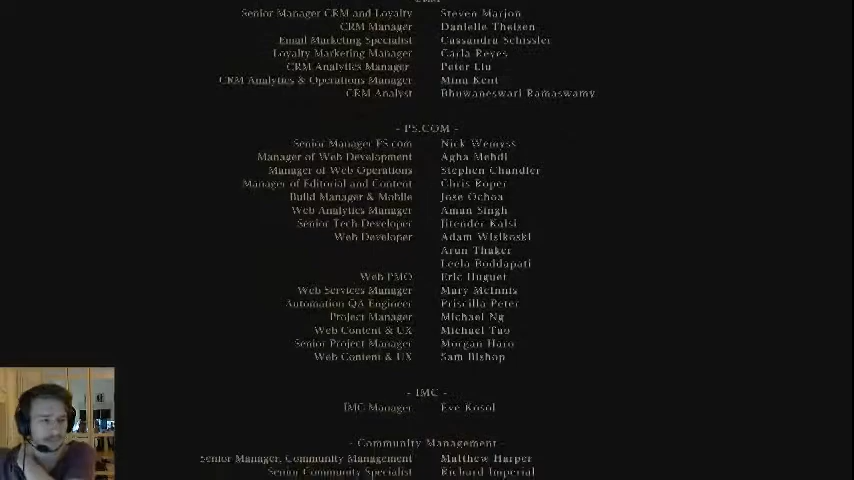 Senior Manager CRM and Loyalty Steven Marjon
CRM Manager Danielle Theisen
Email Marketing Specialist Cassandra Schissler
Loyalty Marketing Manager Carla Reyes
CRM Analytics Manager Peter Liu
CRM Analytics & Operations Manager Minu Kent
CRM Analyst Bhuwaneswari Ramaswamy
- PS.COM -
Senior Manager PS.com Nick Wemyss
Manager of Web Development Agha Mehdi
Manager of Web Operations Stephen Chandler
Manager of Editorial and Content Chris Roper
Build Manager & Mobile Jose Ochoa
Web Analytics Manager Aman Singh
Senior Tech Developer Jitender Kalsi
Web Developer Adam Wisikoski
Arun Thaker
Leela Boddapati
Web PMO Eric Huguet
Web Services Manager Mary McInnis
Automation QA Engineer Priscilla Peter
Project Manager Michael Ng
Web Content & UX Michael Tao
Senior Project Manager Morgan Haro
Web Content & UX Sam Bishop
- IMC -
IMC Manager Eve Kosol
- Community Management -
Senior Manager, Community Management Matthew Harper
Senior Community Specialist Richard Imperial